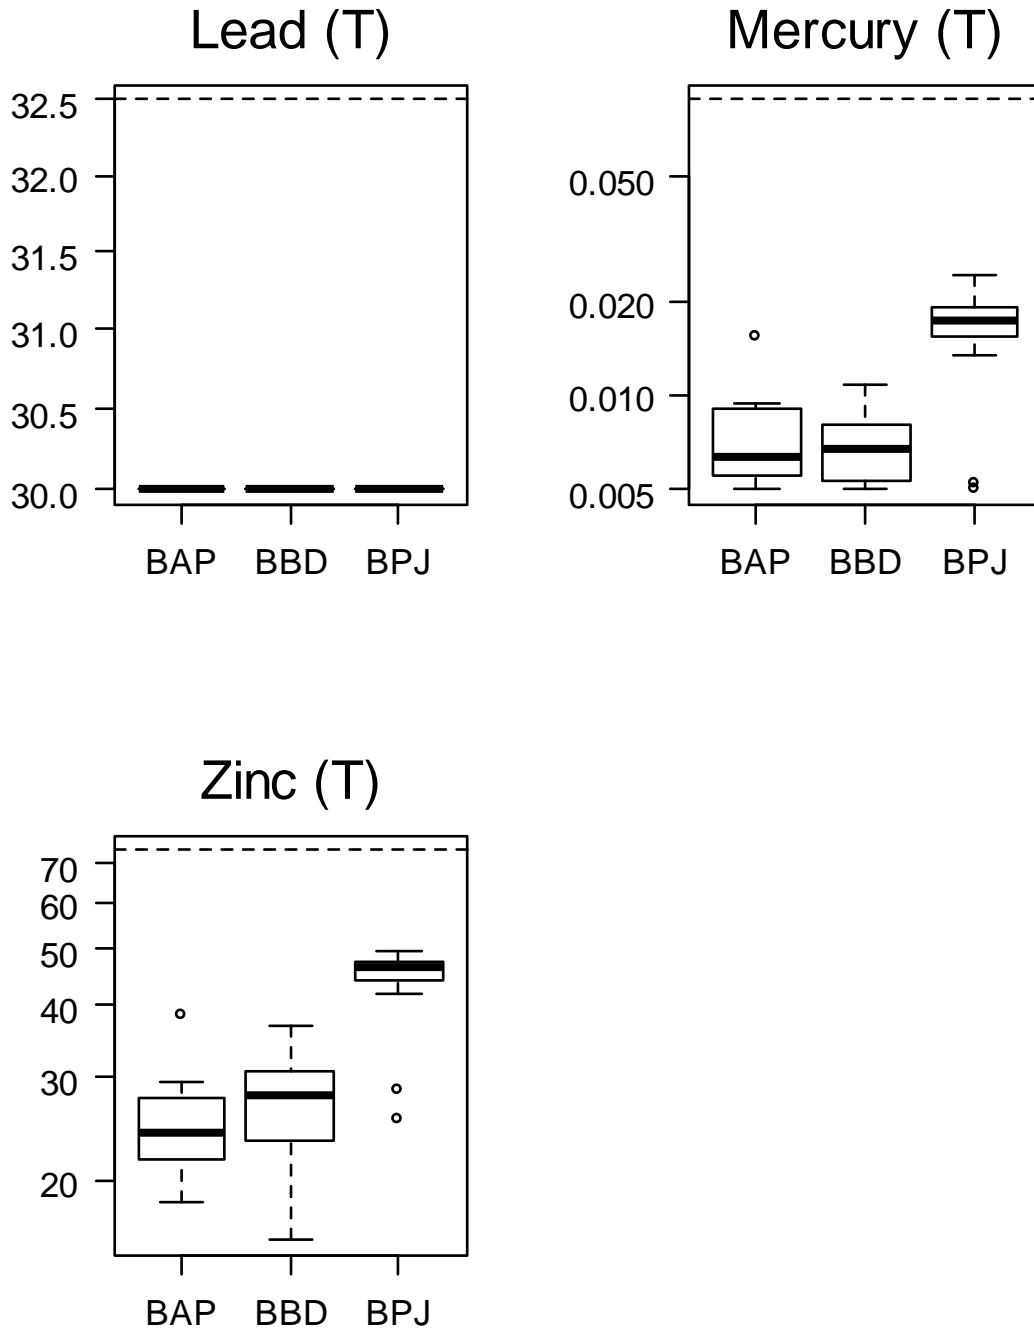 Lead (T)
32.5
32.0
31.5
31.0
30.5
30.0
BAP BBD BPJ
Mercury (T)
0.050
0.020
0.010
0.005
BAP BBD BPJ
Zinc (T)
70
60
50
40
30
20
BAP BBD BPJ